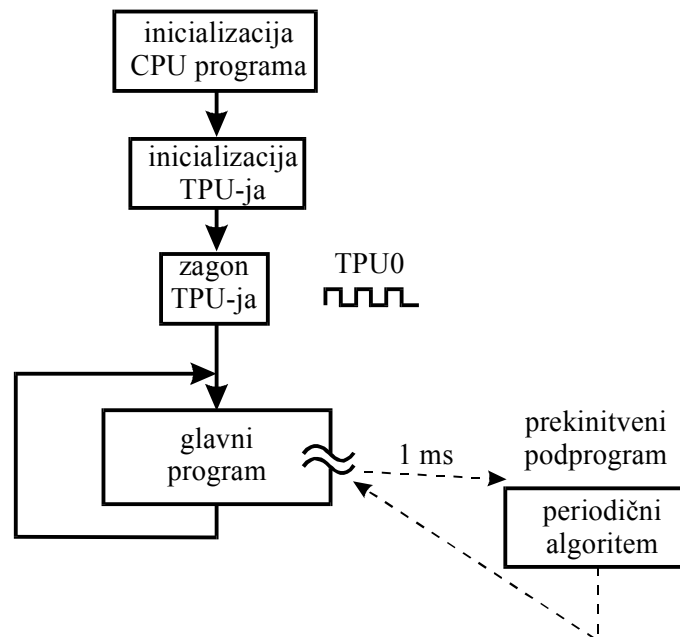 inicializacija
CPU programa
inicializacija
TPU-ja
zagon
TPU-ja
TPU0
glavni
program
1 ms
prekinitveni
podprogram
periodični
algoritem